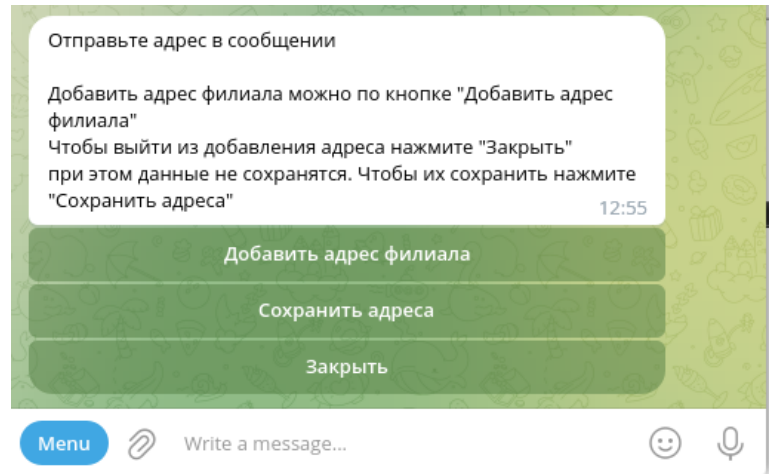 Отправьте адрес в сообщении
Добавить адрес филиала можно по кнопке "Добавить адрес
филиала"
Чтобы выйти из добавления адреса нажмите "Закрыть"
при этом данные не сохранятся. Чтобы их сохранить нажмите
"Сохранить адреса"
12:55
Добавить адрес филиала
Сохранить адреса
Закрыть
Menu
Write a message...